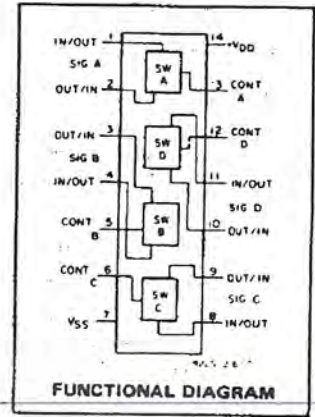 IN/OUT 1
SIG A
OUT/IN 2
OUT/IN 3
SIG B
IN/OUT 4
CONT B 5
CONT C 6
VSS 7
SW A
SW D
SW B
SW C
14 +VDD
13 CONT A
12 CONT D
11 IN/OUT
SIG D
10 OUT/IN
9 OUT/IN
SIG C
8 IN/OUT
FUNCTIONAL DIAGRAM